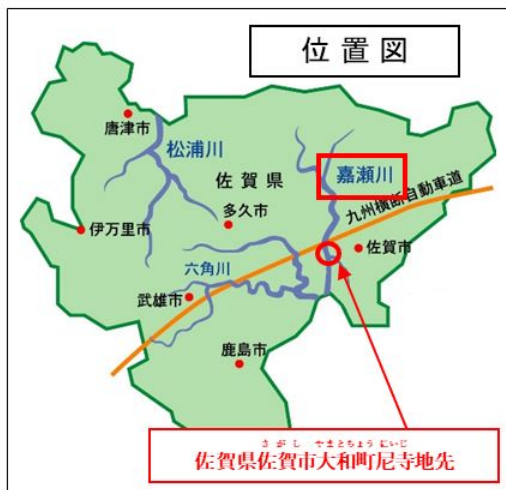 位置図
唐津市
松浦川
嘉瀬川
佐賀県
九州横断自動車道
多久市
伊万里市
佐賀市
六角川
武雄市
鹿島市
さがし やまとちょう にいじ
佐賀県佐賀市大和町尼寺地先